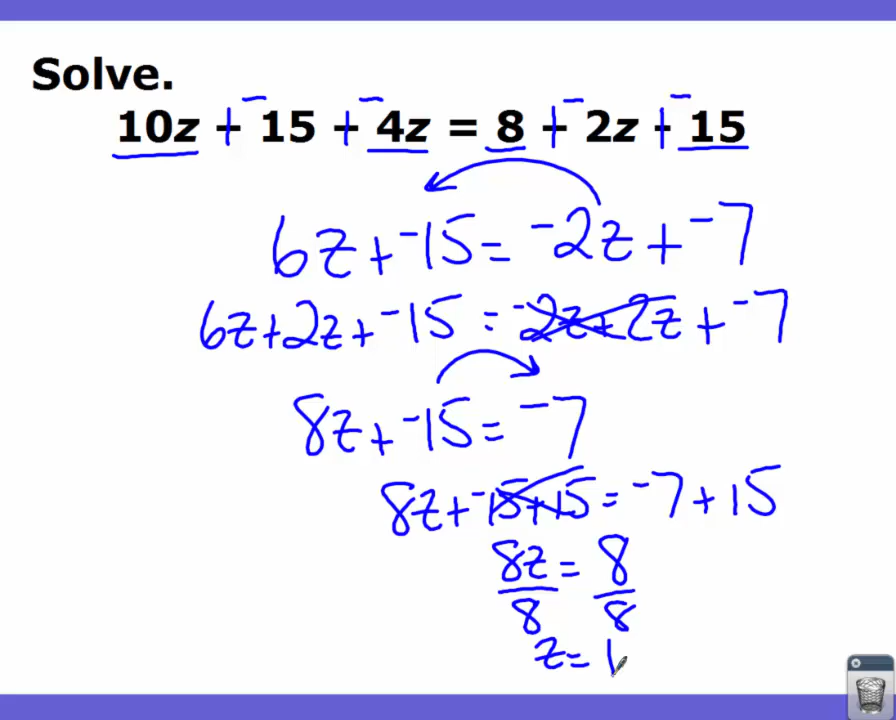 Solve.
10z + ⁻15 + ⁻4z = 8 + ⁻2z + ⁻15
6z + ⁻15 = ⁻2z + ⁻7
6z + 2z + ⁻15 = ⁻2z + 2z + ⁻7
8z + ⁻15 = ⁻7
8z + ⁻15 + 15 = ⁻7 + 15
8z = 8
8 8
z = 1